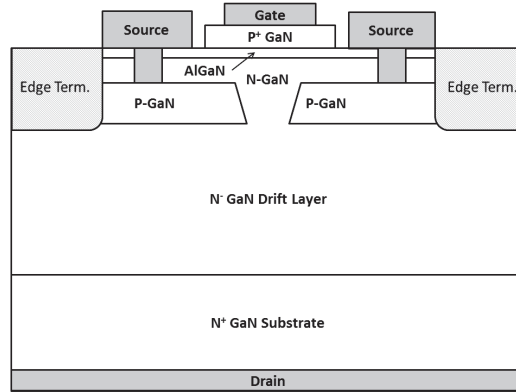 Gate
Source
P⁺ GaN
Source
AlGaN
N-GaN
Edge Term.
P-GaN
P-GaN
Edge Term.
N⁻ GaN Drift Layer
N⁺ GaN Substrate
Drain